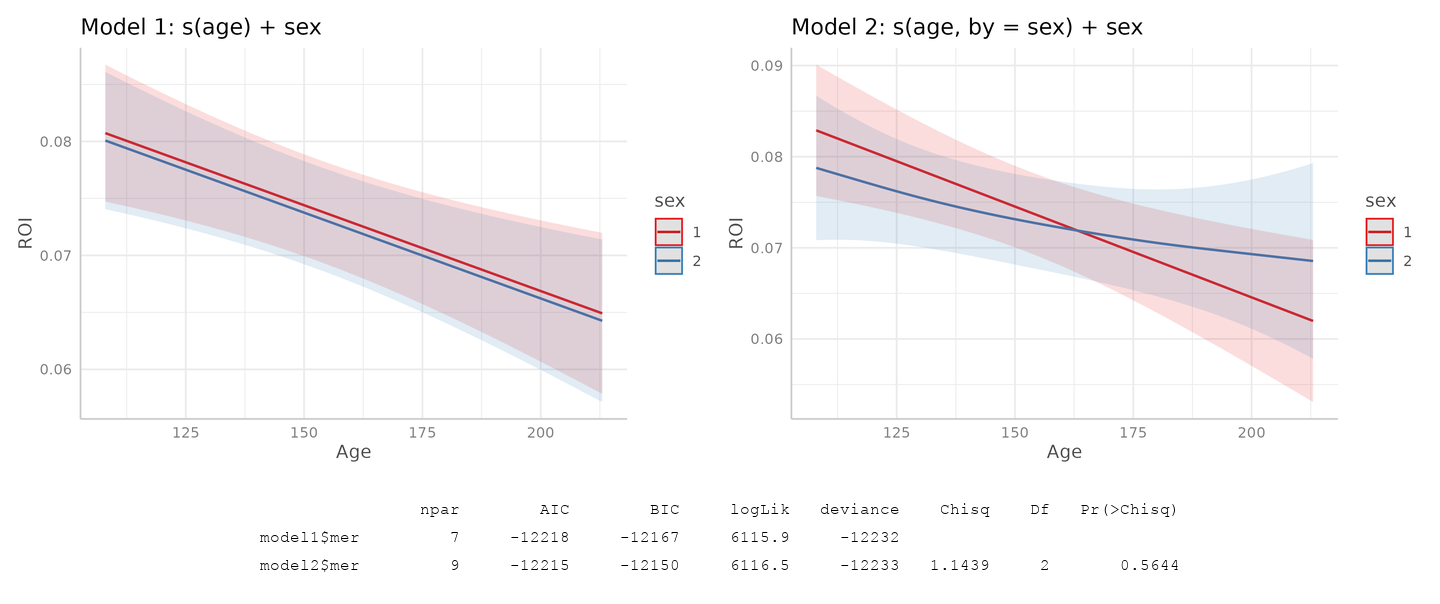 Model 1: s(age) + sex
ROI
0.08
0.07
0.06
125 150 175 200
Age
sex
1
2
Model 2: s(age, by = sex) + sex
ROI
0.09
0.08
0.07
0.06
125 150 175 200
Age
sex
1
2
npar AIC BIC logLik deviance Chisq Df Pr(>Chisq)
model1$mer 7 -12218 -12167 6115.9 -12232
model2$mer 9 -12215 -12150 6116.5 -12233 1.1439 2 0.5644